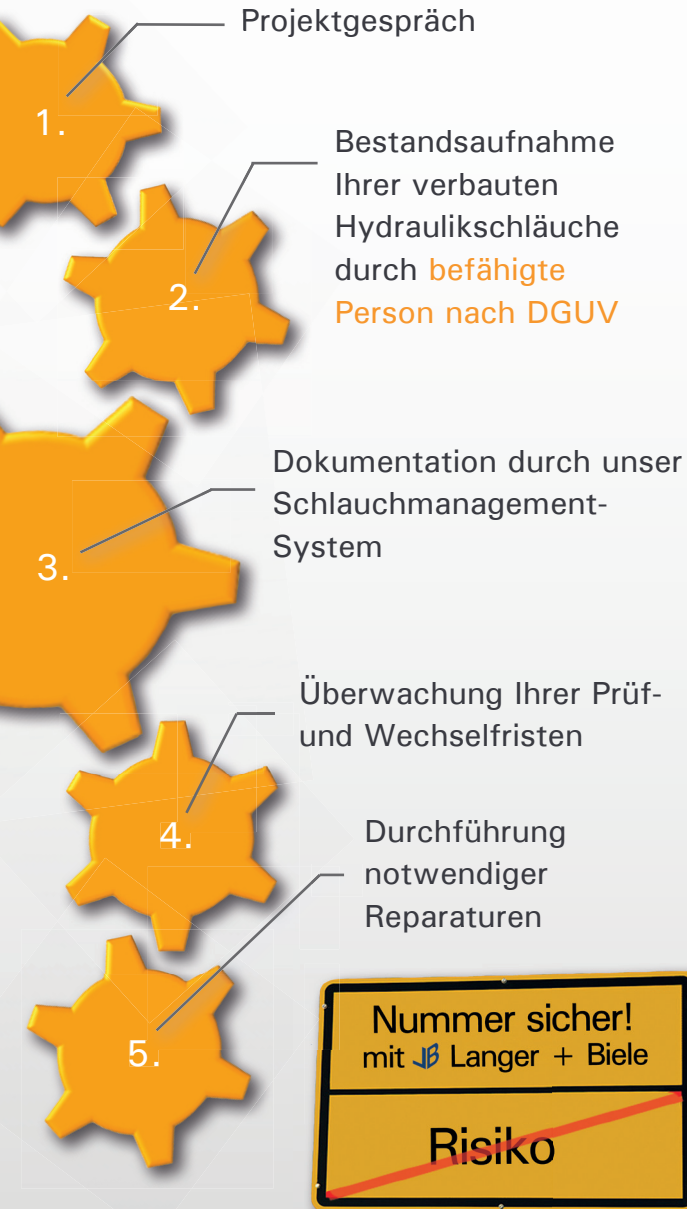 1.
Projektgespräch
2.
Bestandsaufnahme
Ihrer verbauten
Hydraulikschläuche
durch befähigte
Person nach DGUV
3.
Dokumentation durch unser
Schlauchmanagement-
System
4.
Überwachung Ihrer Prüf-
und Wechselfristen
5.
Durchführung
notwendiger
Reparaturen
Nummer sicher!
mit JB Langer + Biele
Risiko